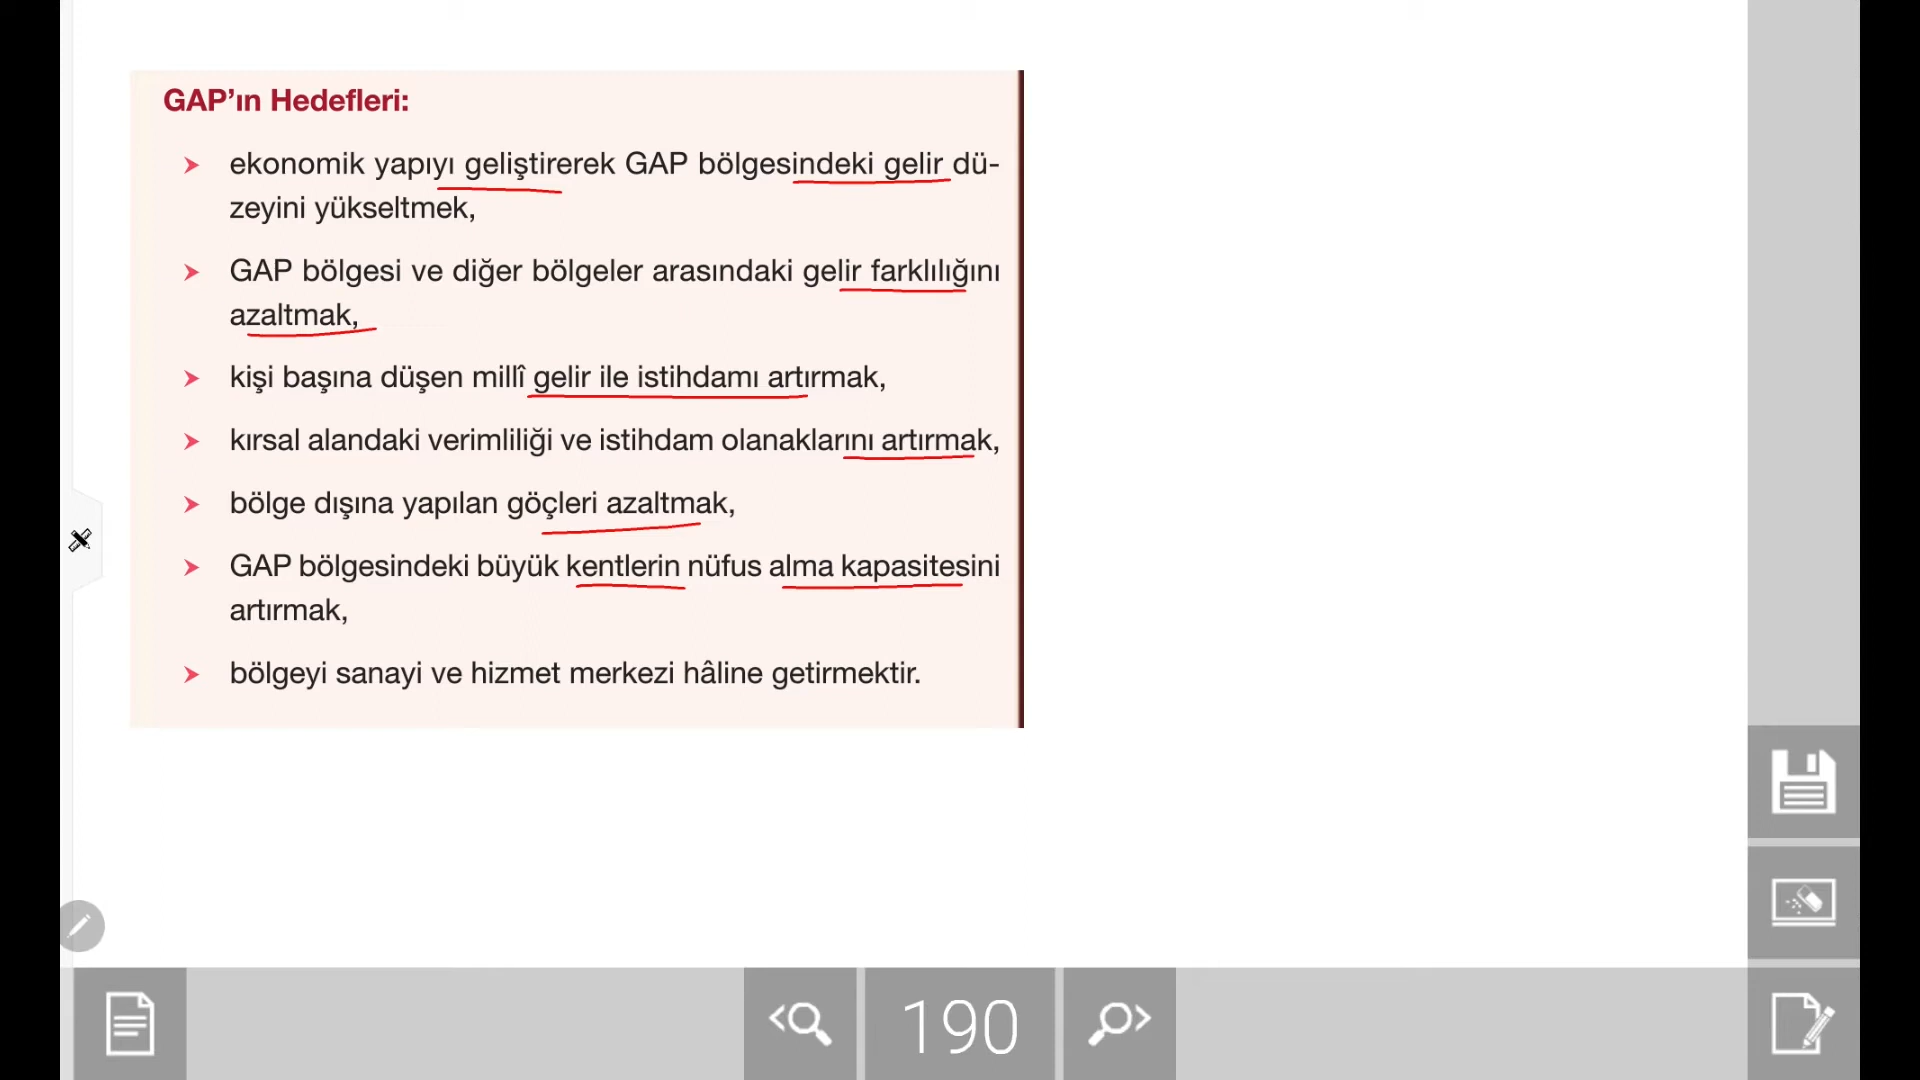 GAP’ın Hedefleri:
ekonomik yapıyı geliştirerek GAP bölgesindeki gelir dü-
zeyini yükseltmek,
GAP bölgesi ve diğer bölgeler arasındaki gelir farklılığını
azaltmak,
kişi başına düşen millî gelir ile istihdamı artırmak,
kırsal alandaki verimliliği ve istihdam olanaklarını artırmak,
bölge dışına yapılan göçleri azaltmak,
GAP bölgesindeki büyük kentlerin nüfus alma kapasitesini
artırmak,
bölgeyi sanayi ve hizmet merkezi hâline getirmektir.
190